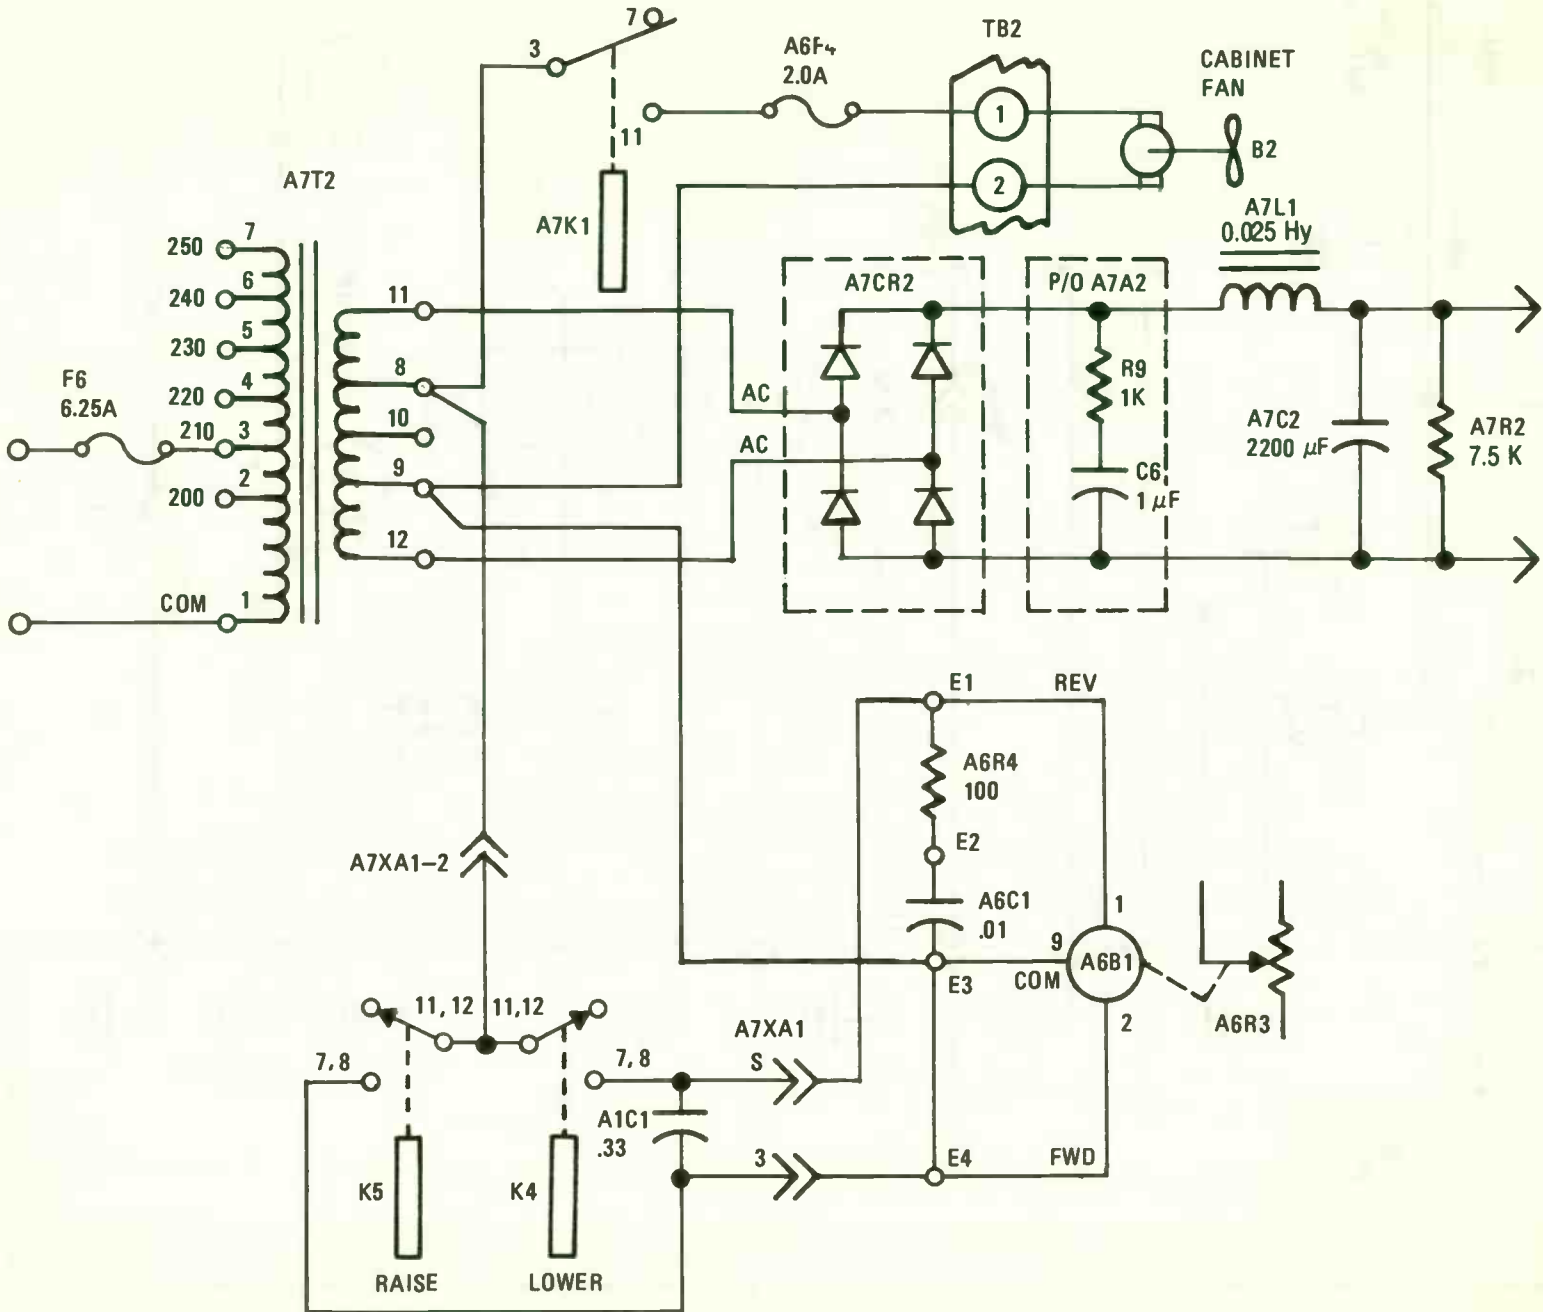 7
3
A6F4
2.0A
TB2
CABINET
FAN
1
11
B2
A7T2
2
A7K1
A7L1
0.025 Hy
7
250
6
240
5
230
4
220
210 3
2
200
COM 1
F6
6.25A
11
8
10
9
12
AC
AC
A7CR2
P/O A7A2
R9
1K
C6
1 µF
A7C2
2200 µF
A7R2
7.5 K
E1
REV
A6R4
100
E2
A7XA1-2
A6C1
.01
1
9
COM
A6B1
E3
2
A6R3
11, 12
11,12
A7XA1
S
7, 8
7, 8
A1C1
.33
3
E4
FWD
K5
K4
RAISE
LOWER